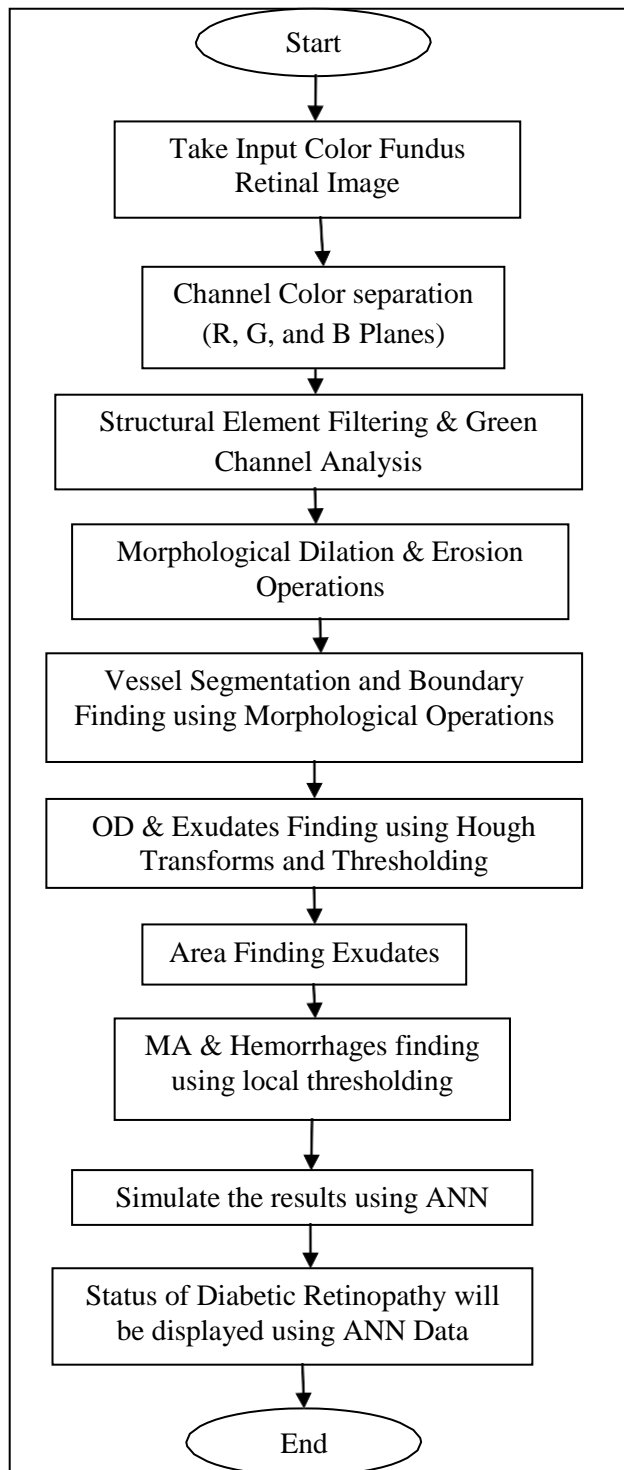 Start
Take Input Color Fundus
Retinal Image
Channel Color separation
(R, G, and B Planes)
Structural Element Filtering & Green
Channel Analysis
Morphological Dilation & Erosion
Operations
Vessel Segmentation and Boundary
Finding using Morphological Operations
OD & Exudates Finding using Hough
Transforms and Thresholding
Area Finding Exudates
MA & Hemorrhages finding
using local thresholding
Simulate the results using ANN
Status of Diabetic Retinopathy will
be displayed using ANN Data
End